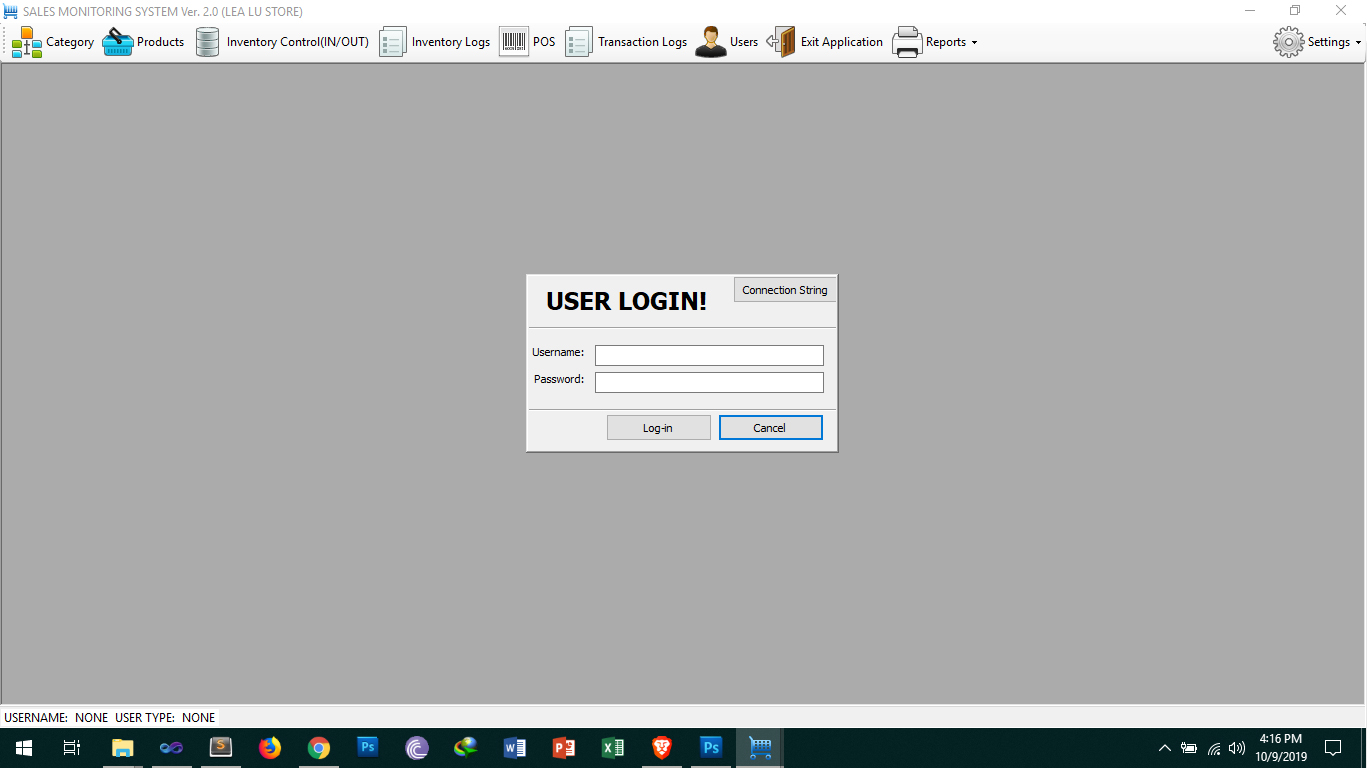 SALES MONITORING SYSTEM Ver. 2.0 (LEA LU STORE)
Category Products Inventory Control(IN/OUT) Inventory Logs POS Transaction Logs Users Exit Application Reports Settings
Connection String
USER LOGIN!
Username:
Password:
Log-in Cancel
USERNAME: NONE USER TYPE: NONE
S Ps W P X Ps
4:16 PM
10/9/2019